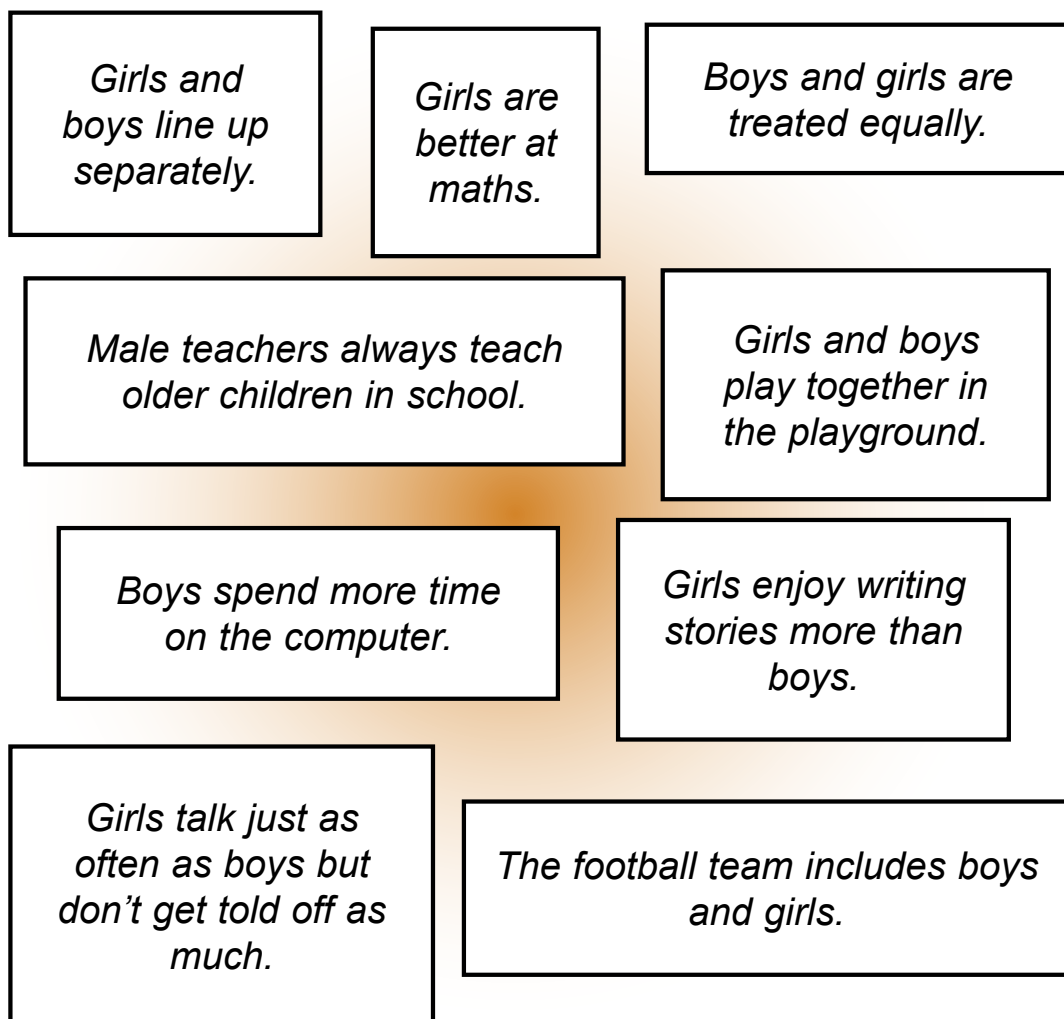 Girls and
boys line up
separately.
Girls are
better at
maths.
Boys and girls are
treated equally.
Male teachers always teach
older children in school.
Girls and boys
play together in
the playground.
Boys spend more time
on the computer.
Girls enjoy writing
stories more than
boys.
Girls talk just as
often as boys but
don’t get told off as
much.
The football team includes boys
and girls.